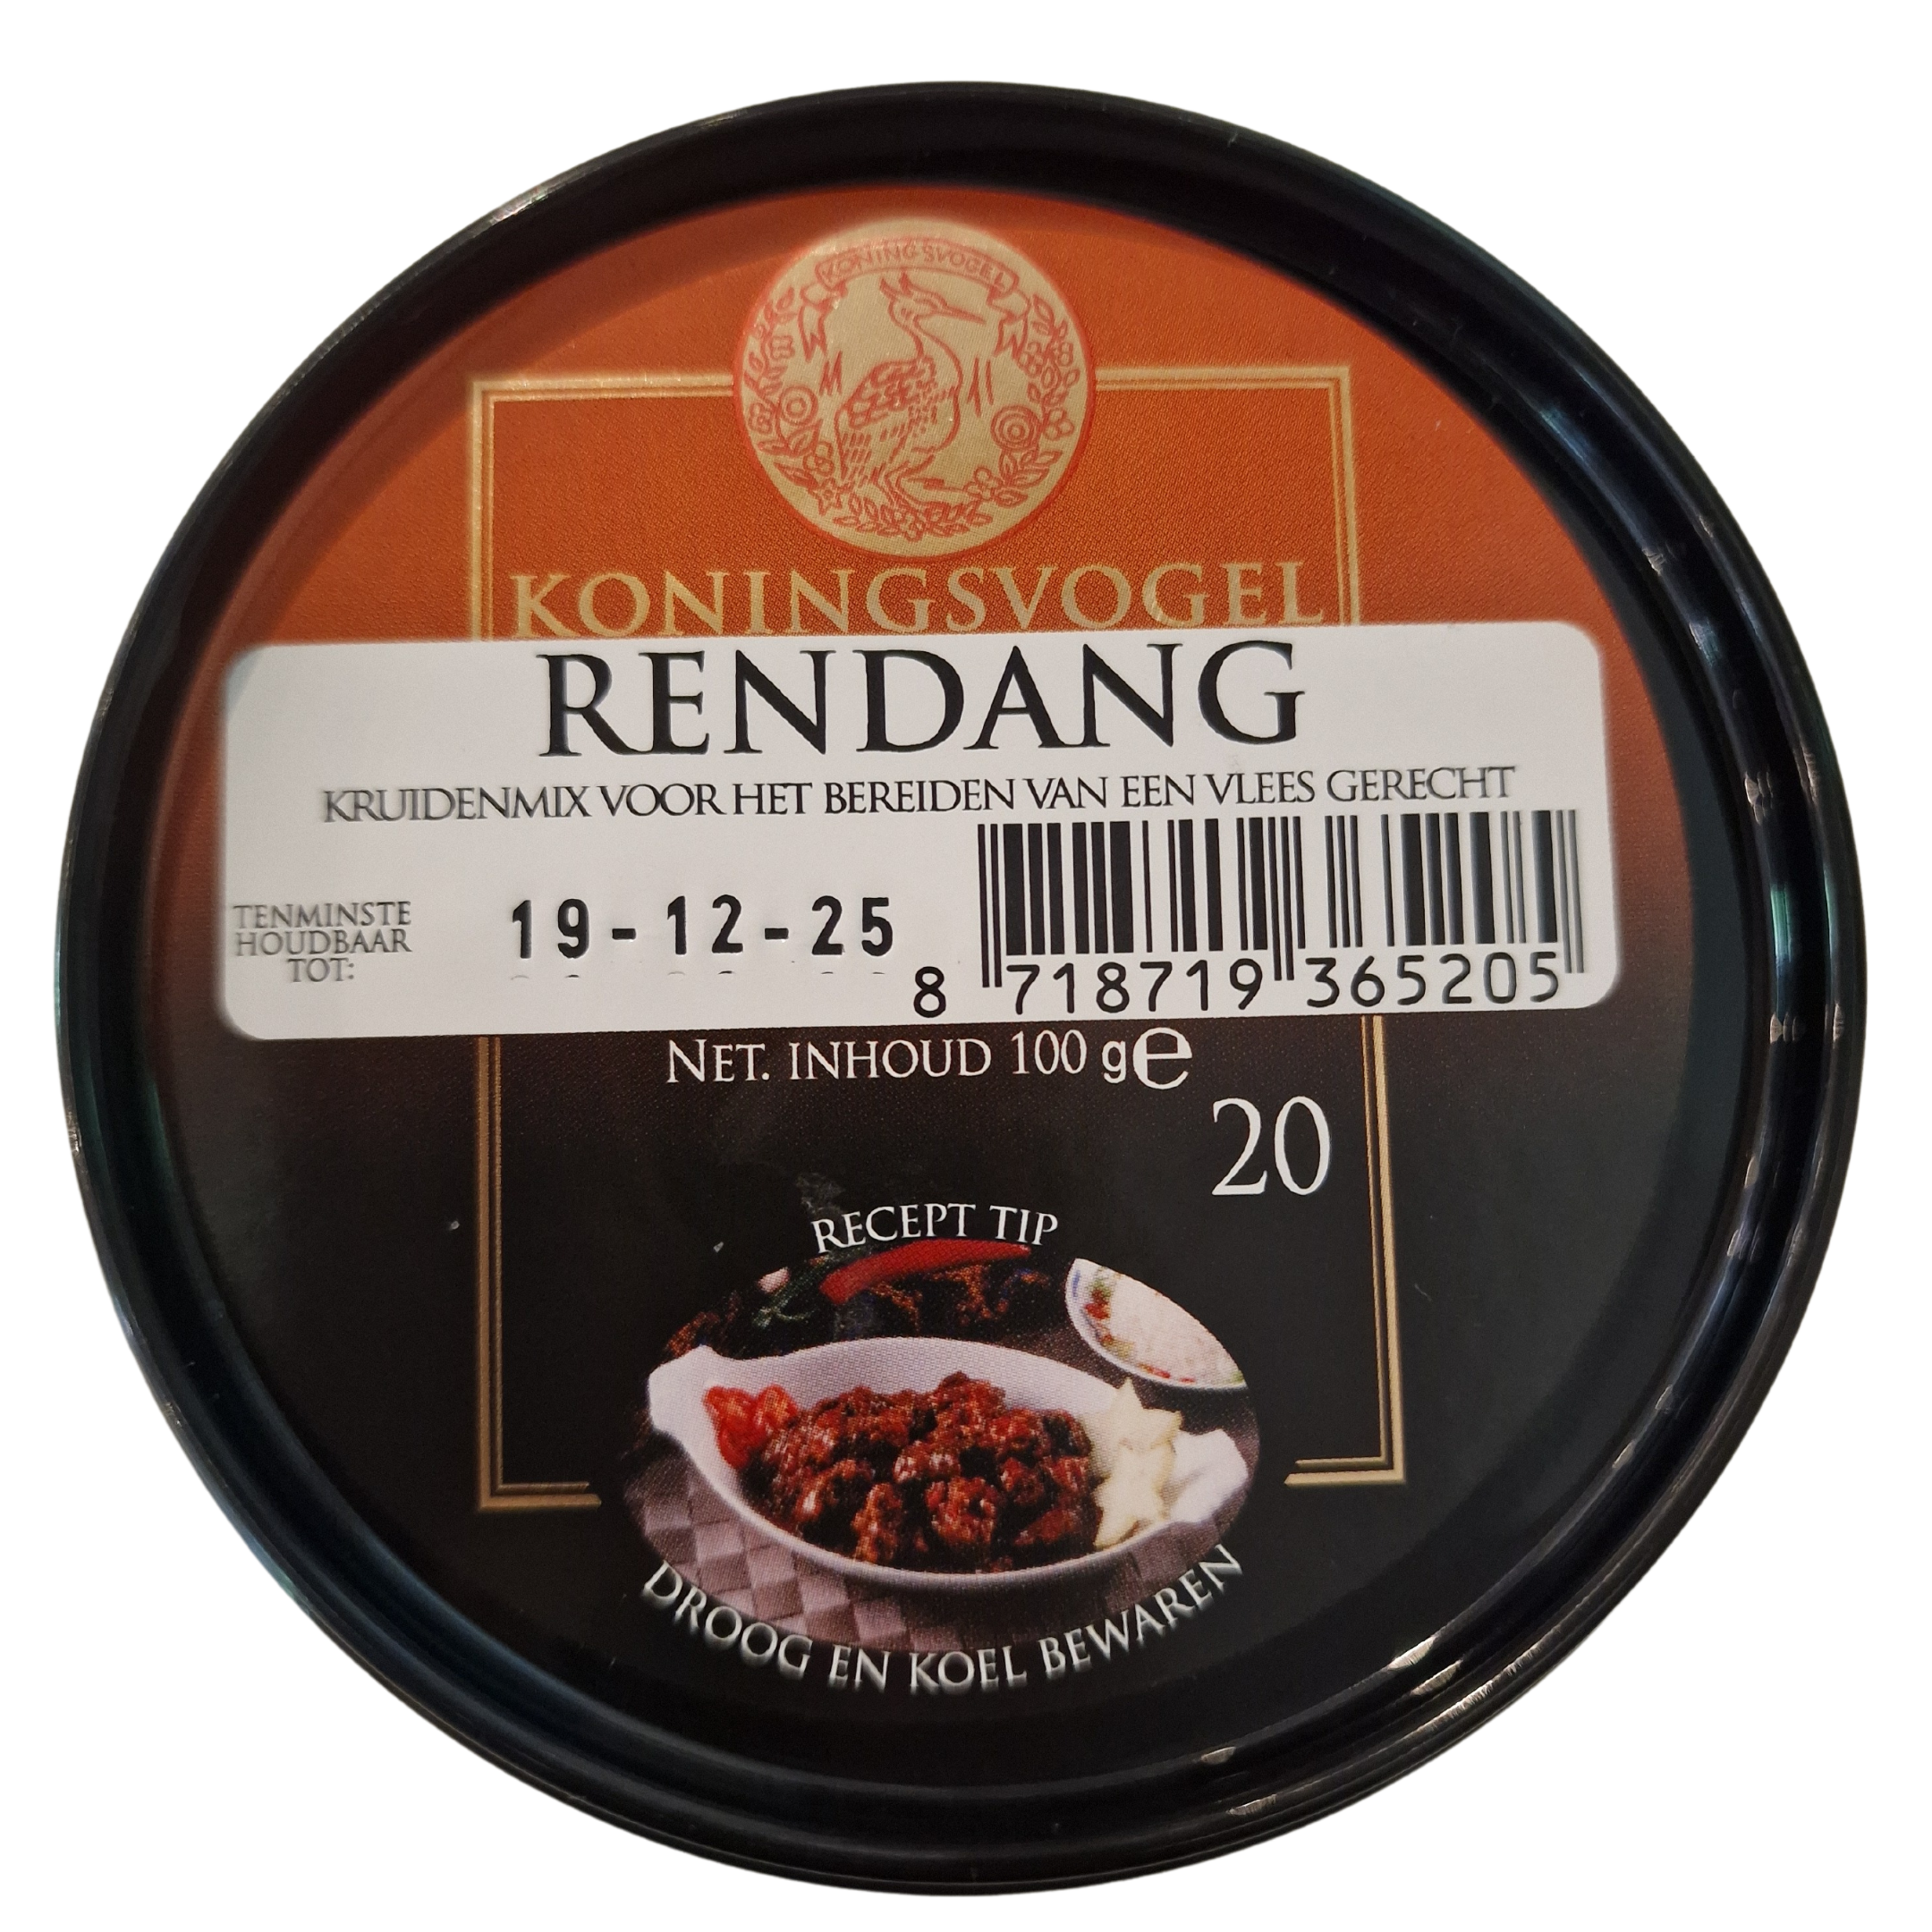 KONINGSVOGEL
KONINGSVOGEL
RENDANG
KRUIDENMIX VOOR HET BEREIDEN VAN EEN VLEES GERECHT
TENMINSTE
HOUDBAAR
TOT:
19-12-25
8 718719 365205
NET. INHOUD 100 g e
20
RECEPT TIP
DROOG EN KOEL BEWAREN